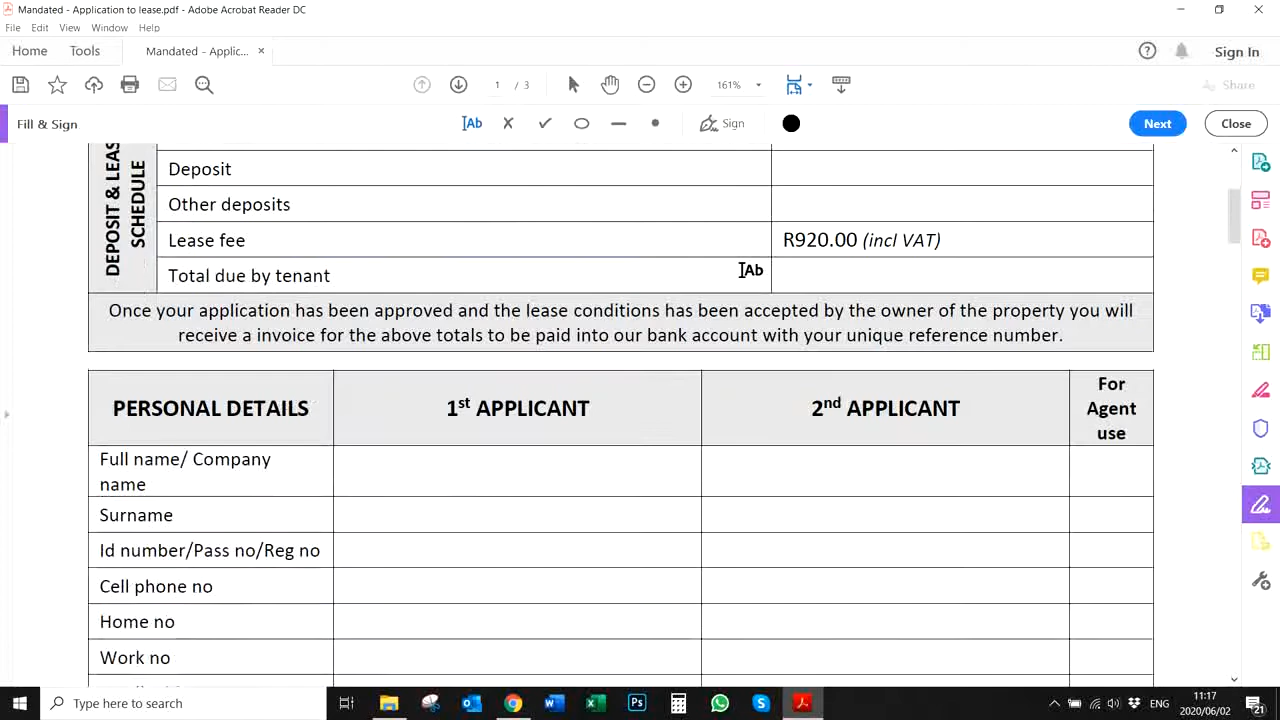 Mandated - Application to lease.pdf - Adobe Acrobat Reader DC
File Edit View Window Help
Home Tools Mandated - Applic... ×
Sign In
1 / 3 161% Share
Fill & Sign
Ab Sign Next Close
DEPOSIT & LEAS
SCHEDULE
Deposit
Other deposits
Lease fee R920.00 (incl VAT)
Total due by tenant Ab
Once your application has been approved and the lease conditions has been accepted by the owner of the property you will
receive a invoice for the above totals to be paid into our bank account with your unique reference number.
PERSONAL DETAILS 1st APPLICANT 2nd APPLICANT For
Agent
use
Full name/ Company
name
Surname
Id number/Pass no/Reg no
Cell phone no
Home no
Work no
Type here to search
ENG 11:17
2020/06/02 21